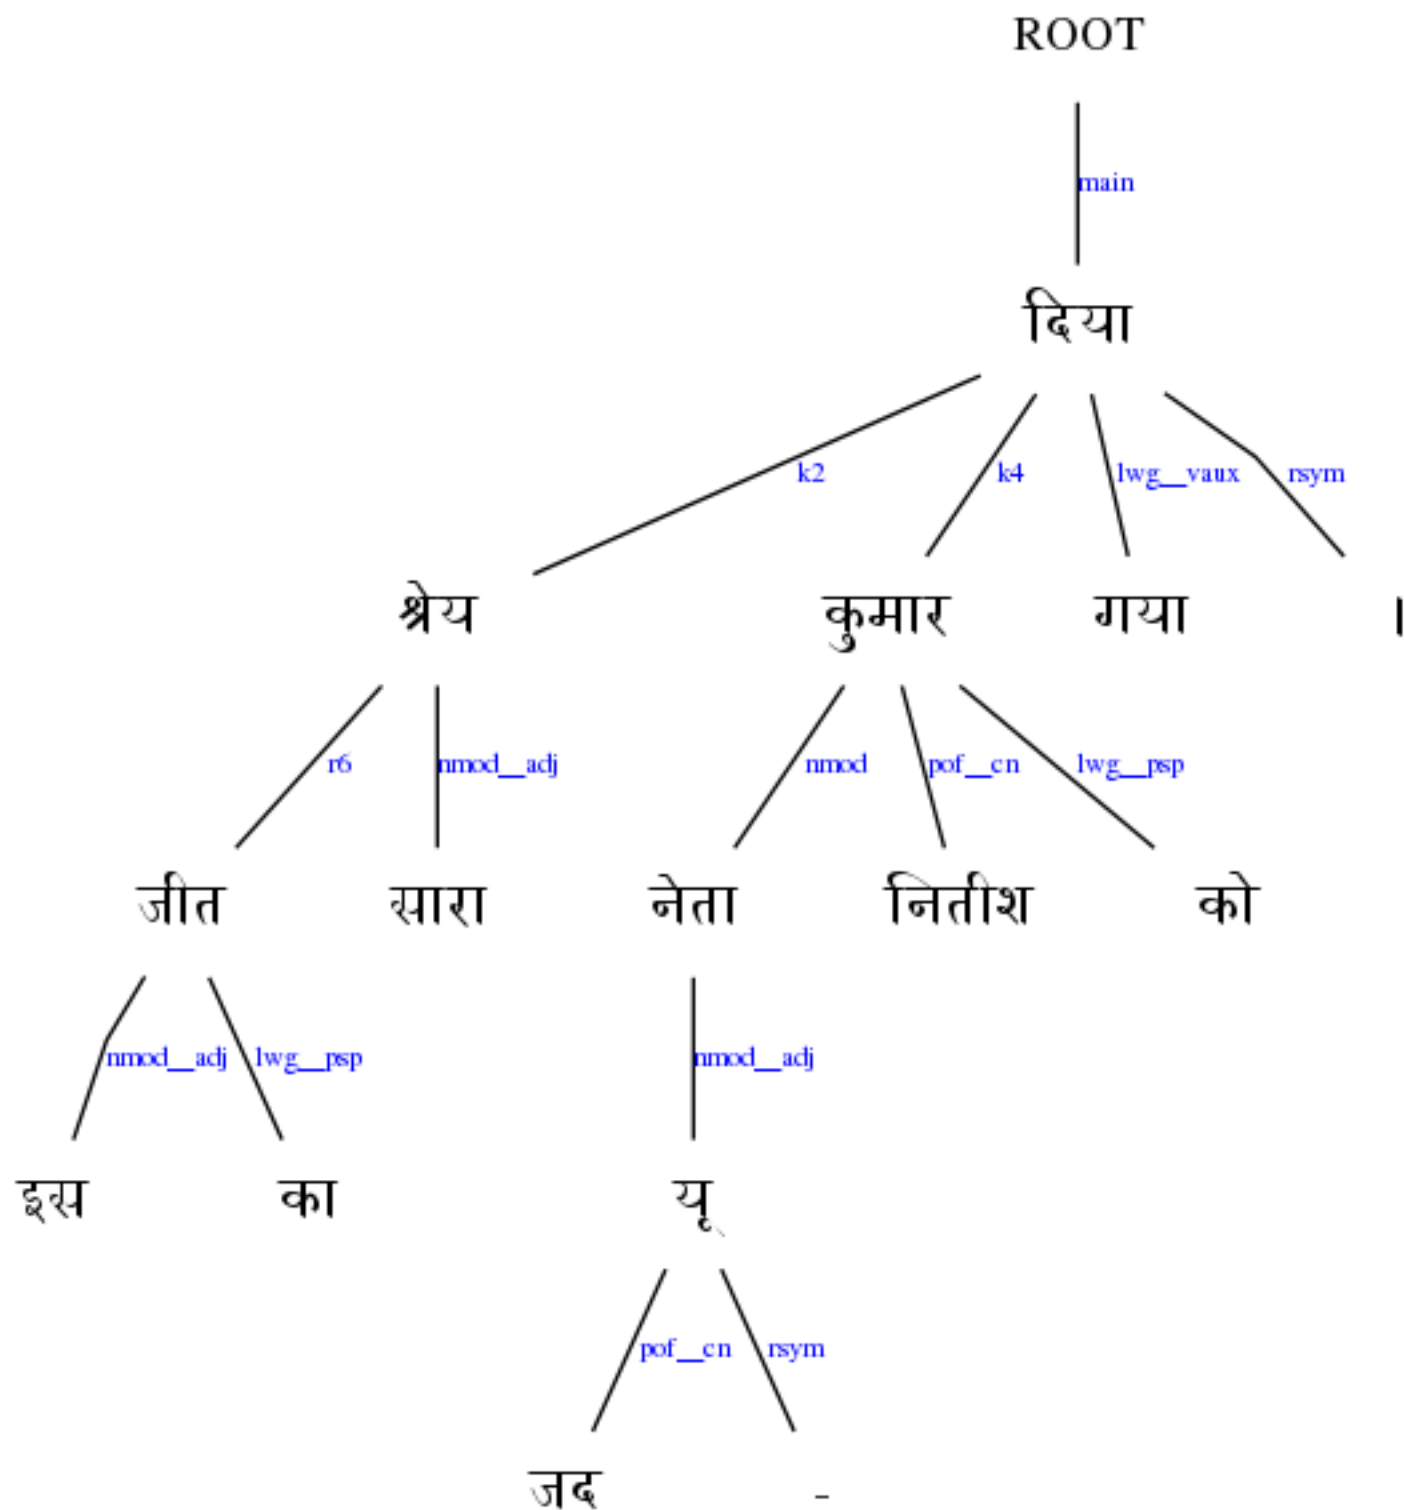 ROOT
main
दिया
k2 k4 lwg__vaux rsym
श्रेय कुमार गया ।
r6 nmod__adj nmod pof__cn lwg__psp
जीत सारा नेता नितीश को
nmod__adj lwg__psp nmod__adj
इस का यू
pof__cn rsym
जद -